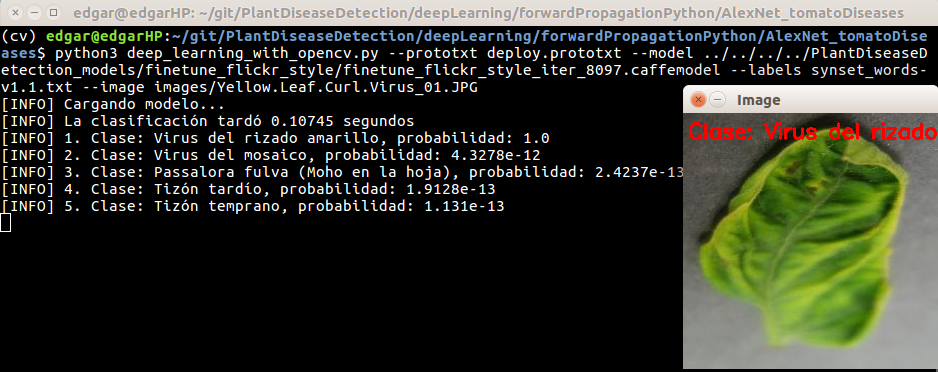 edgar@edgarHP: ~/git/PlantDiseaseDetection/deepLearning/forwardPropagationPython/AlexNet_tomatoDiseases
(cv) edgar@edgarHP:~/git/PlantDiseaseDetection/deepLearning/forwardPropagationPython/AlexNet_tomatoDise
ases$ python3 deep_learning_with_opencv.py --prototxt deploy.prototxt --model ../../../../PlantDiseaseD
etection_models/finetune_flickr_style/finetune_flickr_style_iter_8097.caffemodel --labels synset_words-
v1.1.txt --image images/Yellow.Leaf.Curl.Virus_01.JPG
[INFO] Cargando modelo...
[INFO] La clasificación tardó 0.10745 segundos
[INFO] 1. Clase: Virus del rizado amarillo, probabilidad: 1.0
[INFO] 2. Clase: Virus del mosaico, probabilidad: 4.3278e-12
[INFO] 3. Clase: Passalora fulva (Moho en la hoja), probabilidad: 2.4237e-13
[INFO] 4. Clase: Tizón tardío, probabilidad: 1.9128e-13
[INFO] 5. Clase: Tizón temprano, probabilidad: 1.131e-13
Image
Clase: Virus del rizado